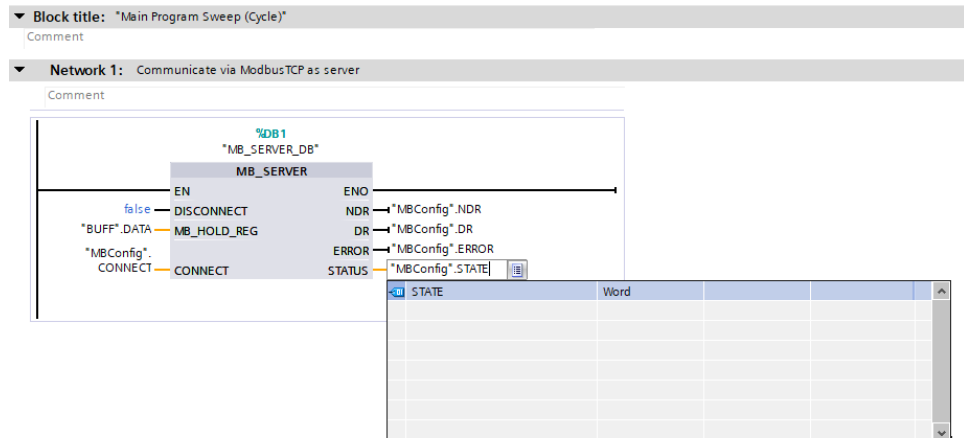 Block title: "Main Program Sweep (Cycle)"
Comment
Network 1: Communicate via ModbusTCP as server
Comment
%DB1
"MB_SERVER_DB"
MB_SERVER
EN ENO
false DISCONNECT NDR "MBConfig".NDR
"BUFF".DATA MB_HOLD_REG DR "MBConfig".DR
"MBConfig". ERROR "MBConfig".ERROR
CONNECT CONNECT STATUS "MBConfig".STATE
STATE Word